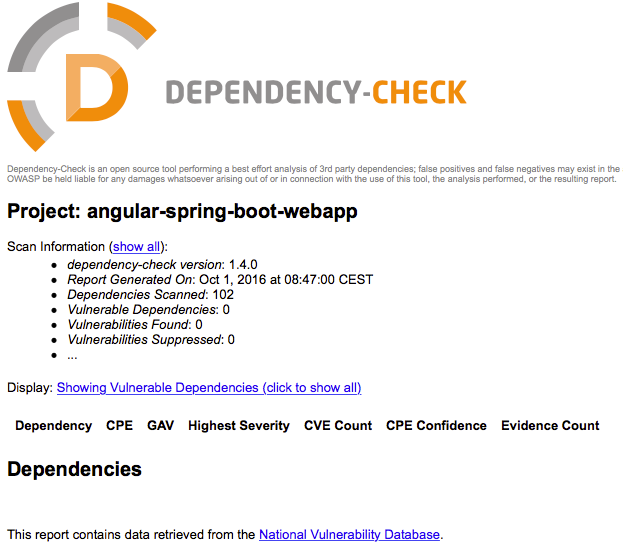 D
DEPENDENCY-CHECK
Dependency-Check is an open source tool performing a best effort analysis of 3rd party dependencies; false positives and false negatives may exist in the
OWASP be held liable for any damages whatsoever arising out of or in connection with the use of this tool, the analysis performed, or the resulting report.
Project: angular-spring-boot-webapp
Scan Information (show all):
• dependency-check version: 1.4.0
• Report Generated On: Oct 1, 2016 at 08:47:00 CEST
• Dependencies Scanned: 102
• Vulnerable Dependencies: 0
• Vulnerabilities Found: 0
• Vulnerabilities Suppressed: 0
• ...
Display: Showing Vulnerable Dependencies (click to show all)
Dependency CPE GAV Highest Severity CVE Count CPE Confidence Evidence Count
Dependencies
This report contains data retrieved from the National Vulnerability Database.